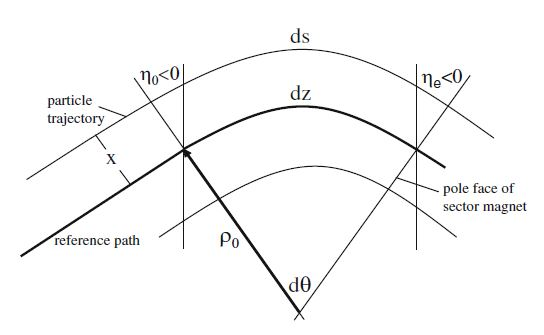 ds
η₀<0
ηₑ<0
dz
particle
trajectory
X
pole face of
sector magnet
reference path
ρ₀
dθ